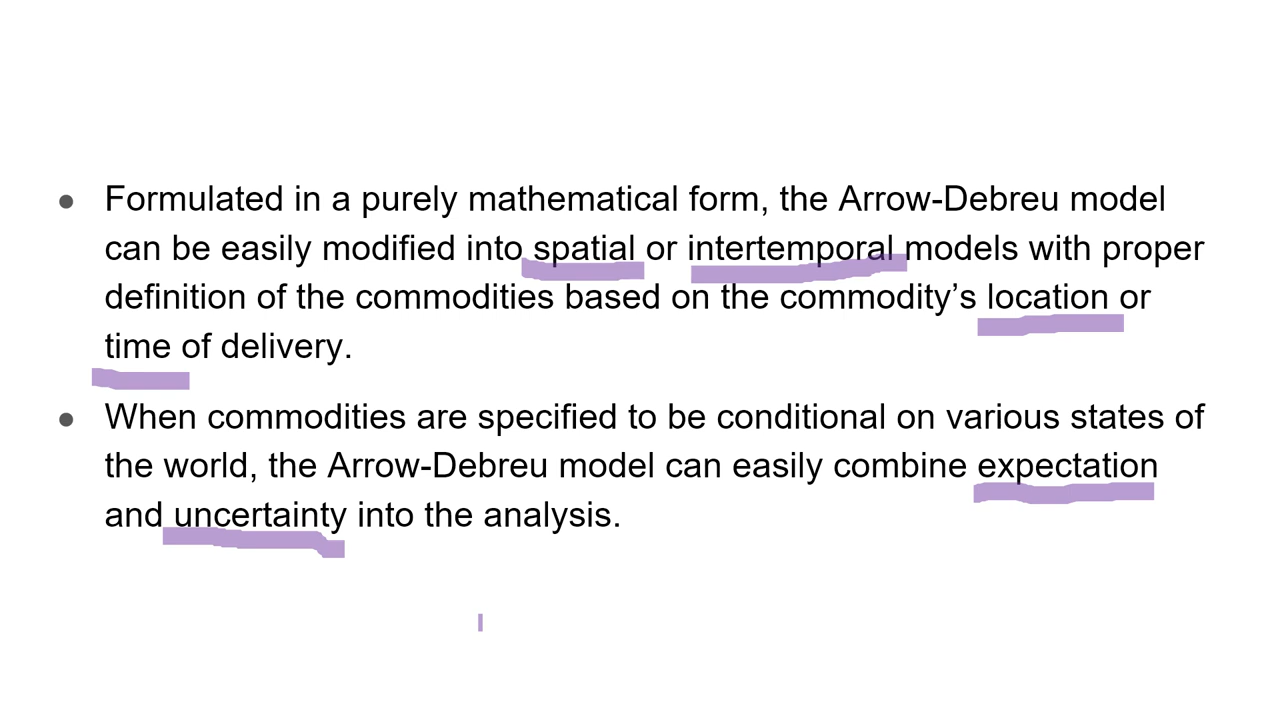 ● Formulated in a purely mathematical form, the Arrow-Debreu model
can be easily modified into spatial or intertemporal models with proper
definition of the commodities based on the commodity’s location or
time of delivery.
● When commodities are specified to be conditional on various states of
the world, the Arrow-Debreu model can easily combine expectation
and uncertainty into the analysis.